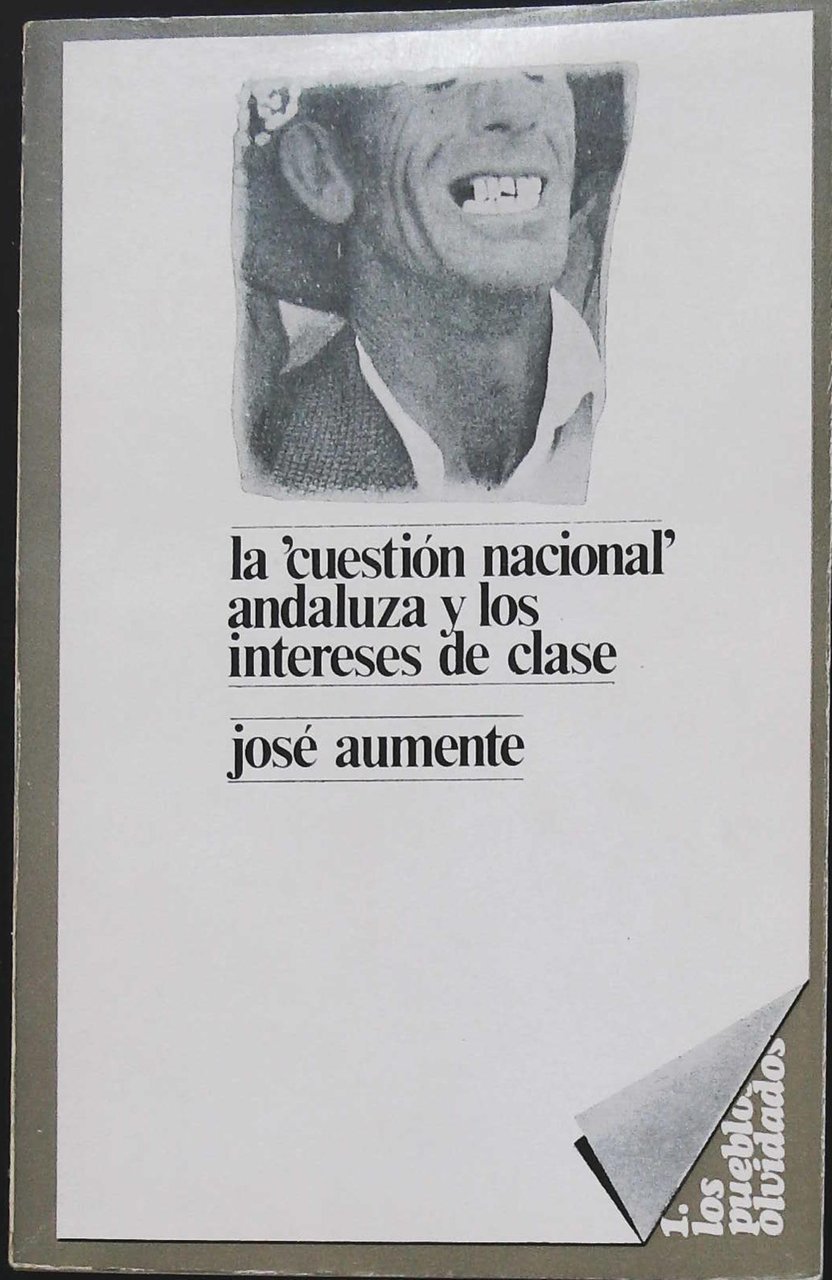 la ’cuestión nacional’
andaluza y los
intereses de clase
josé aumente
1.
los
pueblos
olvidados